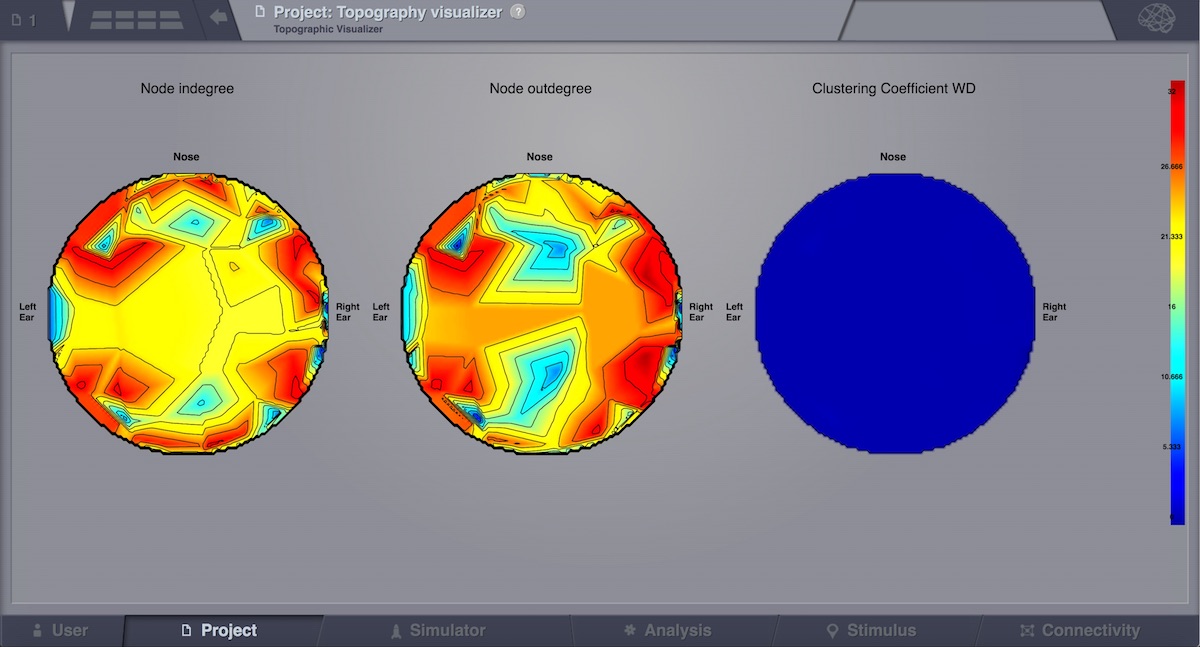 1
Project: Topography visualizer ?
Topographic Visualizer
Node indegree
Node outdegree
Clustering Coefficient WD
Nose
Nose
Nose
Left
Ear
Right
Ear
Left
Ear
Right
Ear
Left
Ear
Right
Ear
32
26.666
21.333
16
10.666
5.333
0
User
Project
Simulator
Analysis
Stimulus
Connectivity